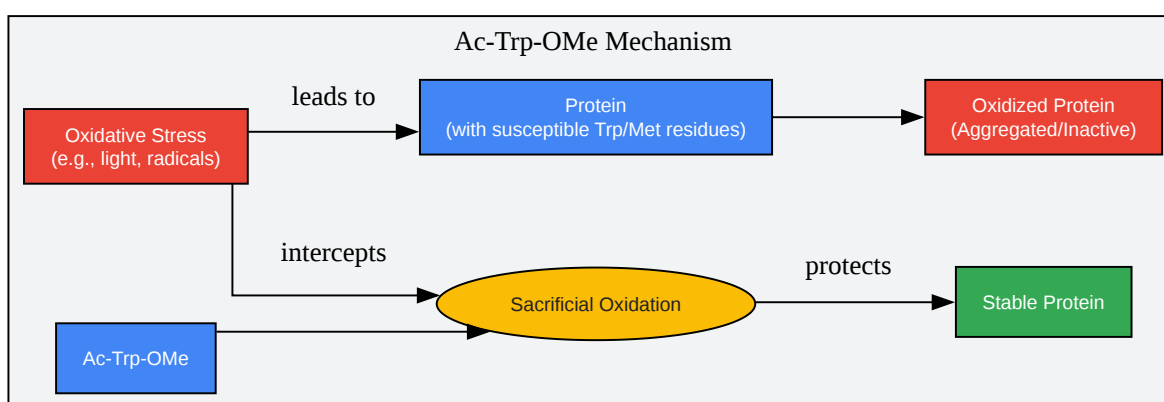 Ac-Trp-OMe Mechanism
leads to
Oxidative Stress
(e.g., light, radicals)
Protein
(with susceptible Trp/Met residues)
Oxidized Protein
(Aggregated/Inactive)
intercepts
protects
Sacrificial Oxidation
Stable Protein
Ac-Trp-OMe